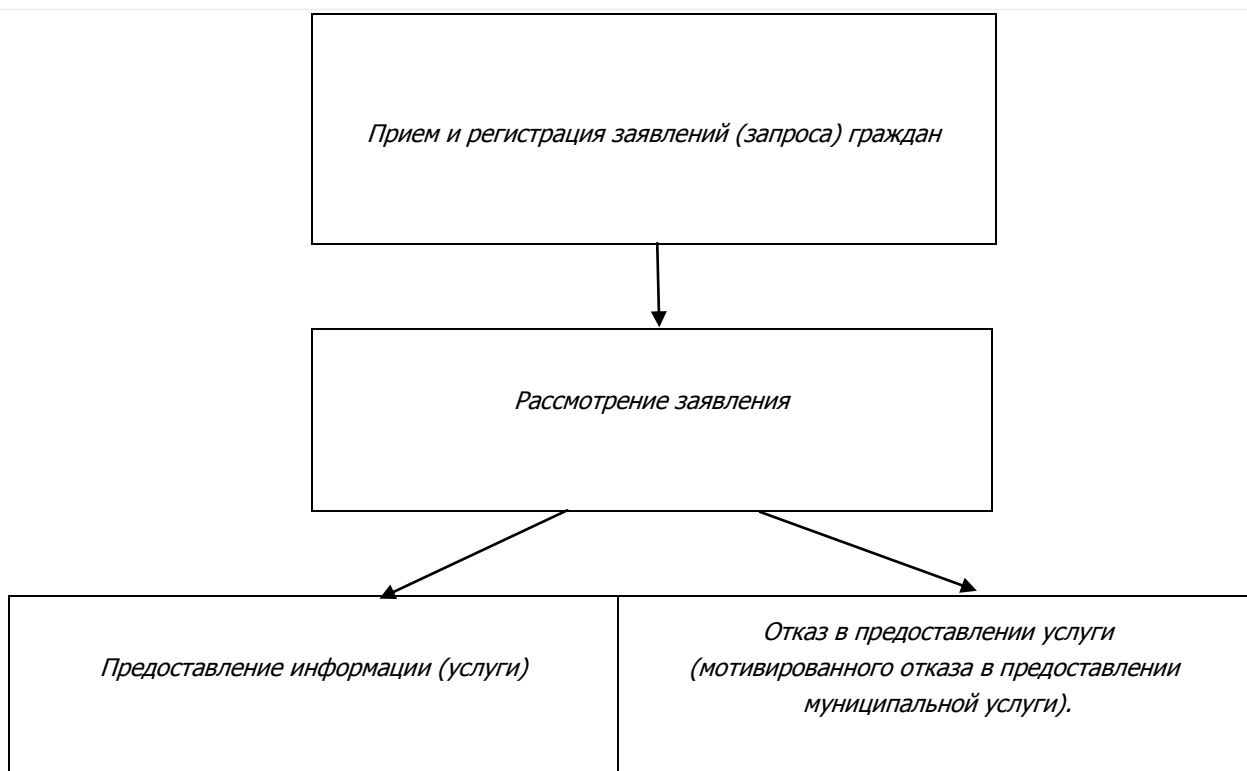 Прием и регистрация заявлений (запроса) граждан
Рассмотрение заявления
Предоставление информации (услуги)
Отказ в предоставлении услуги
(мотивированного отказа в предоставлении
муниципальной услуги).